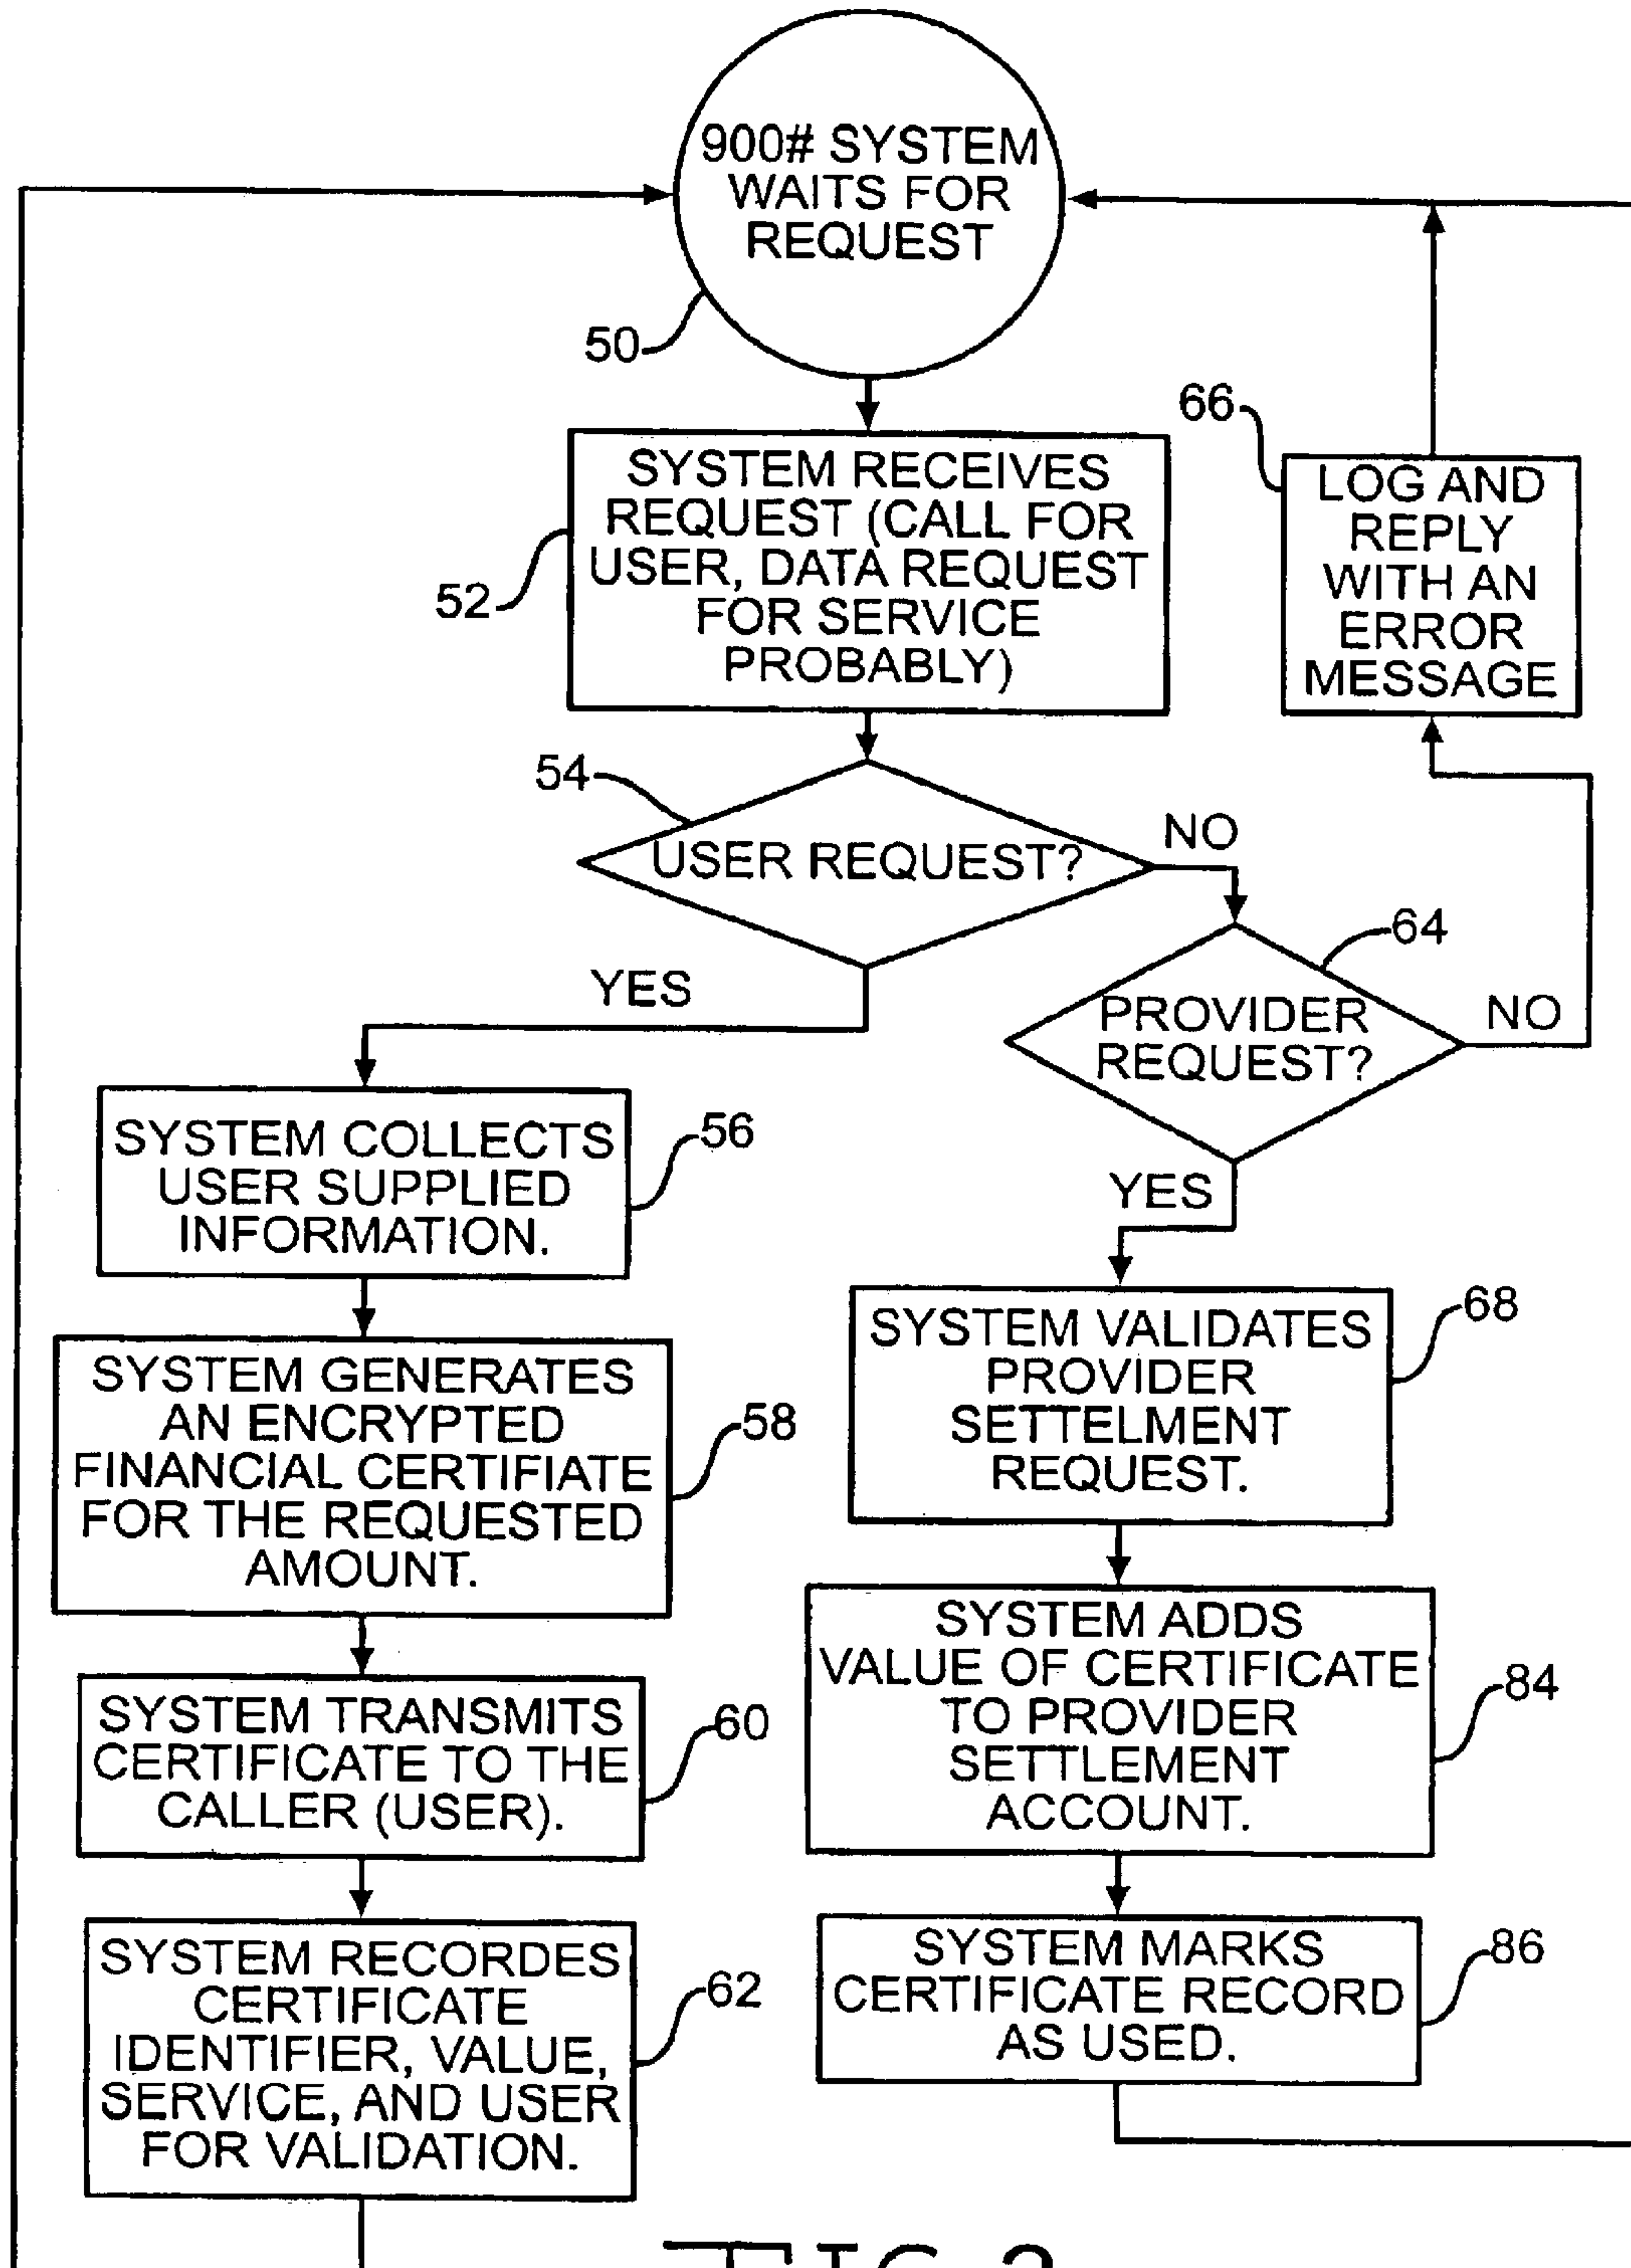 900# SYSTEM
WAITS FOR
REQUEST
50
52
SYSTEM RECEIVES
REQUEST (CALL FOR
USER, DATA REQUEST
FOR SERVICE
PROBABLY)
66
LOG AND
REPLY
WITH AN
ERROR
MESSAGE
54
USER REQUEST?
NO
YES
64
PROVIDER
REQUEST?
NO
YES
SYSTEM COLLECTS
USER SUPPLIED
INFORMATION.
56
SYSTEM GENERATES
AN ENCRYPTED
FINANCIAL CERTIFIATE
FOR THE REQUESTED
AMOUNT.
58
SYSTEM TRANSMITS
CERTIFICATE TO THE
CALLER (USER).
60
SYSTEM RECORDES
CERTIFICATE
IDENTIFIER, VALUE,
SERVICE, AND USER
FOR VALIDATION.
62
SYSTEM VALIDATES
PROVIDER
SETTELMENT
REQUEST.
68
SYSTEM ADDS
VALUE OF CERTIFICATE
TO PROVIDER
SETTLEMENT
ACCOUNT.
84
SYSTEM MARKS
CERTIFICATE RECORD
AS USED.
86